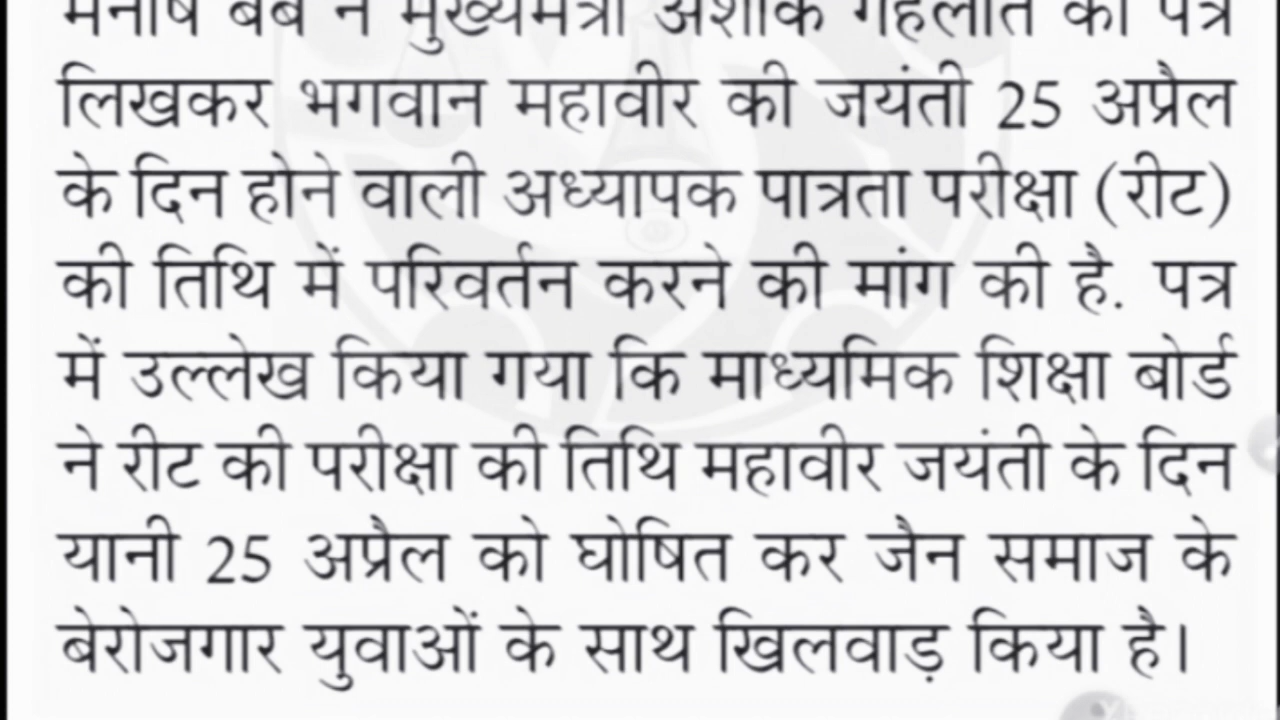 ने मुख्यमंत्री अशोक गहलोत को पत्र
लिखकर भगवान महावीर की जयंती 25 अप्रैल
के दिन होने वाली अध्यापक पात्रता परीक्षा (रीट)
की तिथि में परिवर्तन करने की मांग की है. पत्र
में उल्लेख किया गया कि माध्यमिक शिक्षा बोर्ड
ने रीट की परीक्षा की तिथि महावीर जयंती के दिन
यानी 25 अप्रैल को घोषित कर जैन समाज के
बेरोजगार युवाओं के साथ खिलवाड़ किया है।